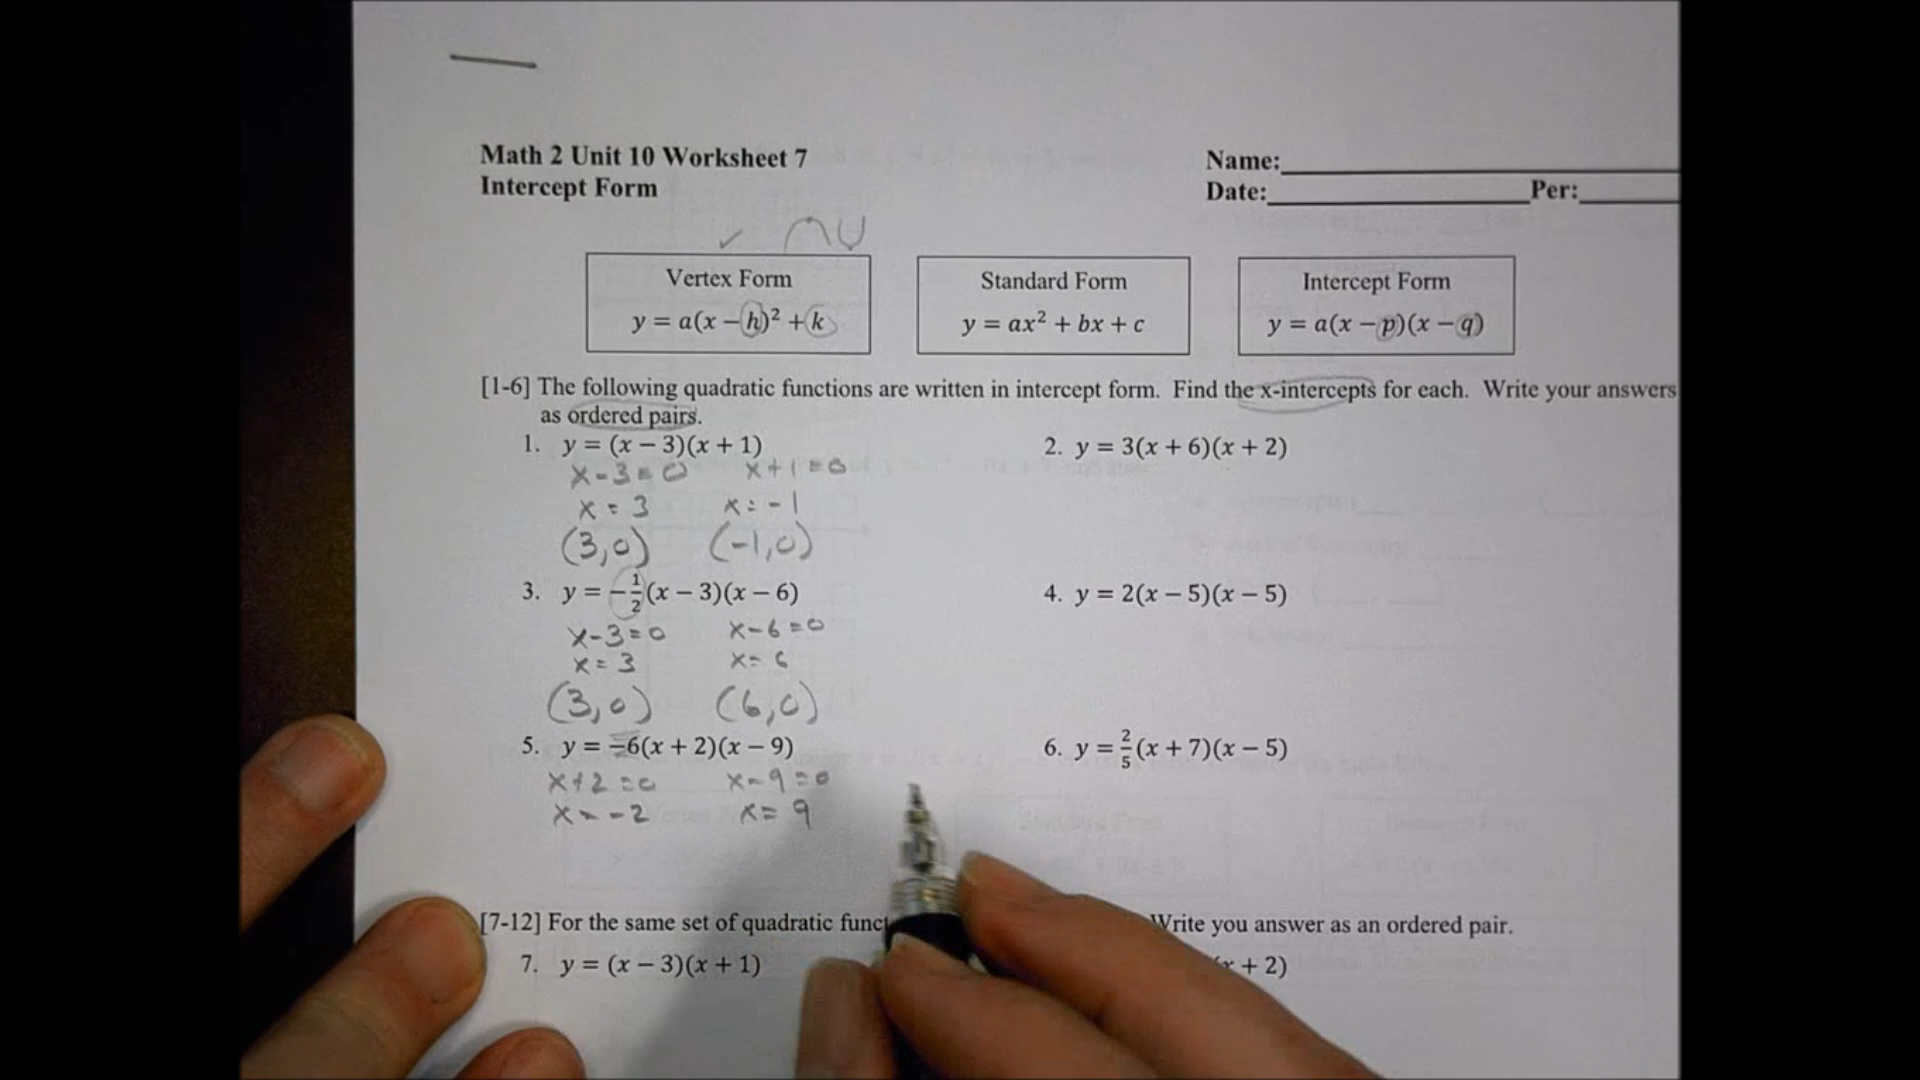 Math 2 Unit 10 Worksheet 7
Intercept Form
Name:
Date: Per:
Vertex Form
y = a(x − h)² + k
Standard Form
y = ax² + bx + c
Intercept Form
y = a(x − p)(x − q)
[1-6] The following quadratic functions are written in intercept form. Find the x-intercepts for each. Write your answers
as ordered pairs.
1. y = (x − 3)(x + 1)
x - 3 = 0 x + 1 = 0
x = 3 x = -1
(3,0) (-1,0)
2. y = 3(x + 6)(x + 2)
3. y = −1/2(x − 3)(x − 6)
x-3=0 x-6=0
x=3 x=6
(3,0) (6,0)
4. y = 2(x − 5)(x − 5)
5. y = −6(x + 2)(x − 9)
x+2=0 x-9=0
x=-2 x=9
6. y = 2/5(x + 7)(x − 5)
[7-12] For the same set of quadratic Write you answer as an ordered pair.
7. y = (x − 3)(x + 1)
+ 2)